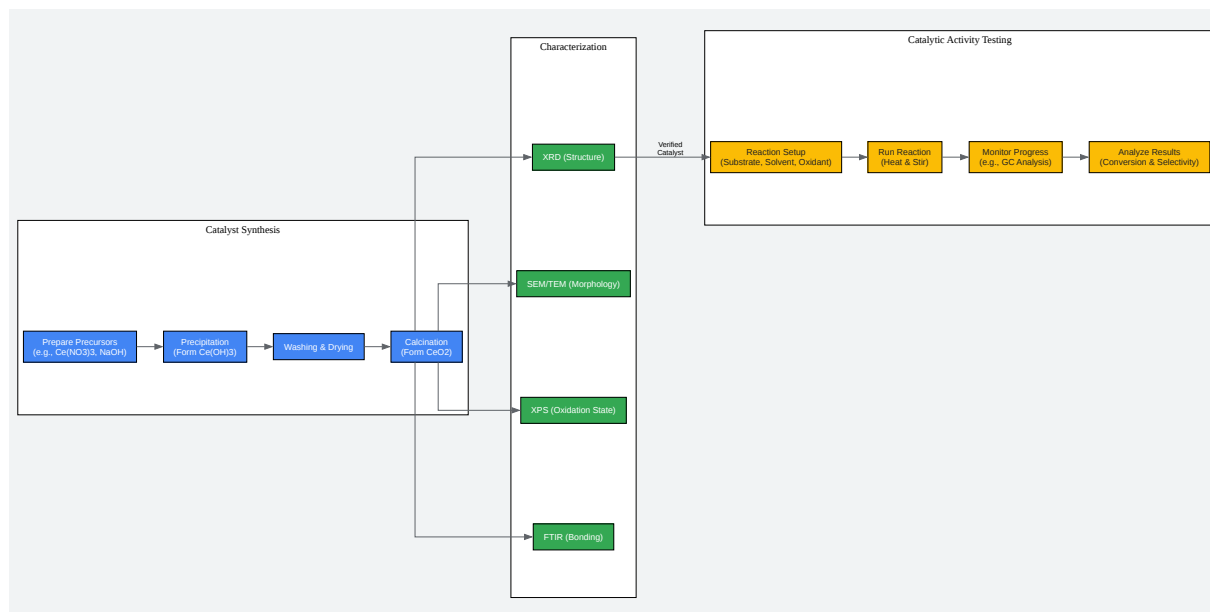 Catalyst Synthesis
Prepare Precursors
(e.g., Ce(NO3)3, NaOH)
Precipitation
(Form Ce(OH)3)
Washing & Drying
Calcination
(Form CeO2)
Characterization
XRD (Structure)
SEM/TEM (Morphology)
XPS (Oxidation State)
FTIR (Bonding)
Verified
Catalyst
Catalytic Activity Testing
Reaction Setup
(Substrate, Solvent, Oxidant)
Run Reaction
(Heat & Stir)
Monitor Progress
(e.g., GC Analysis)
Analyze Results
(Conversion & Selectivity)